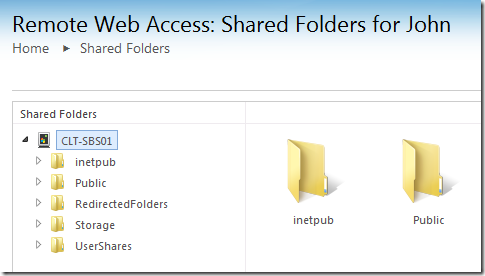 Remote Web Access: Shared Folders for John
Home ▸ Shared Folders
Shared Folders
CLT-SBS01
inetpub
Public
RedirectedFolders
Storage
UserShares
inetpub
Public